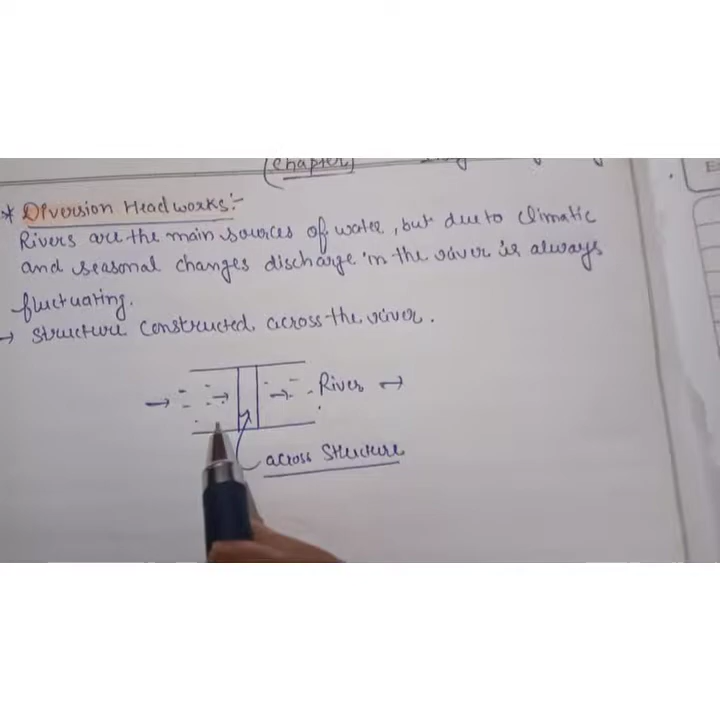 (Chapter)
* Diversion Headworks:-
Rivers are the main sources of water, but due to climatic
and seasonal changes discharge in the river is always
fluctuating.
→ Structure constructed across the river.
River
across Structure